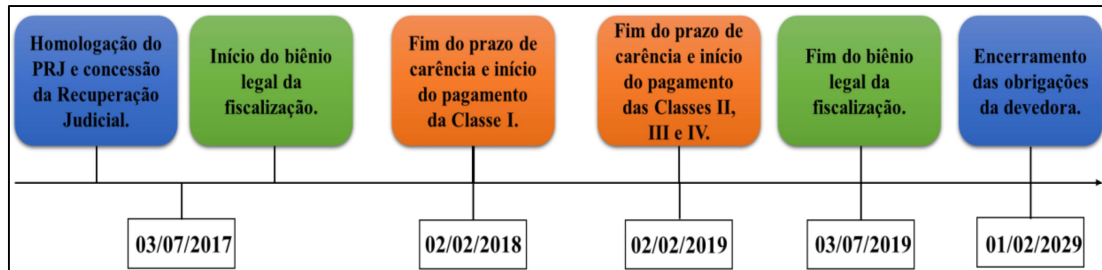 Homologação do
PRJ e concessão
da Recuperação
Judicial.
Início do biênio
legal da
fiscalização.
Fim do prazo de
carência e início
do pagamento
da Classe I.
Fim do prazo de
carência e início
do pagamento
das Classes II,
III e IV.
Fim do biênio
legal da
fiscalização.
Encerramento
das obrigações
da devedora.
03/07/2017
02/02/2018
02/02/2019
03/07/2019
01/02/2029